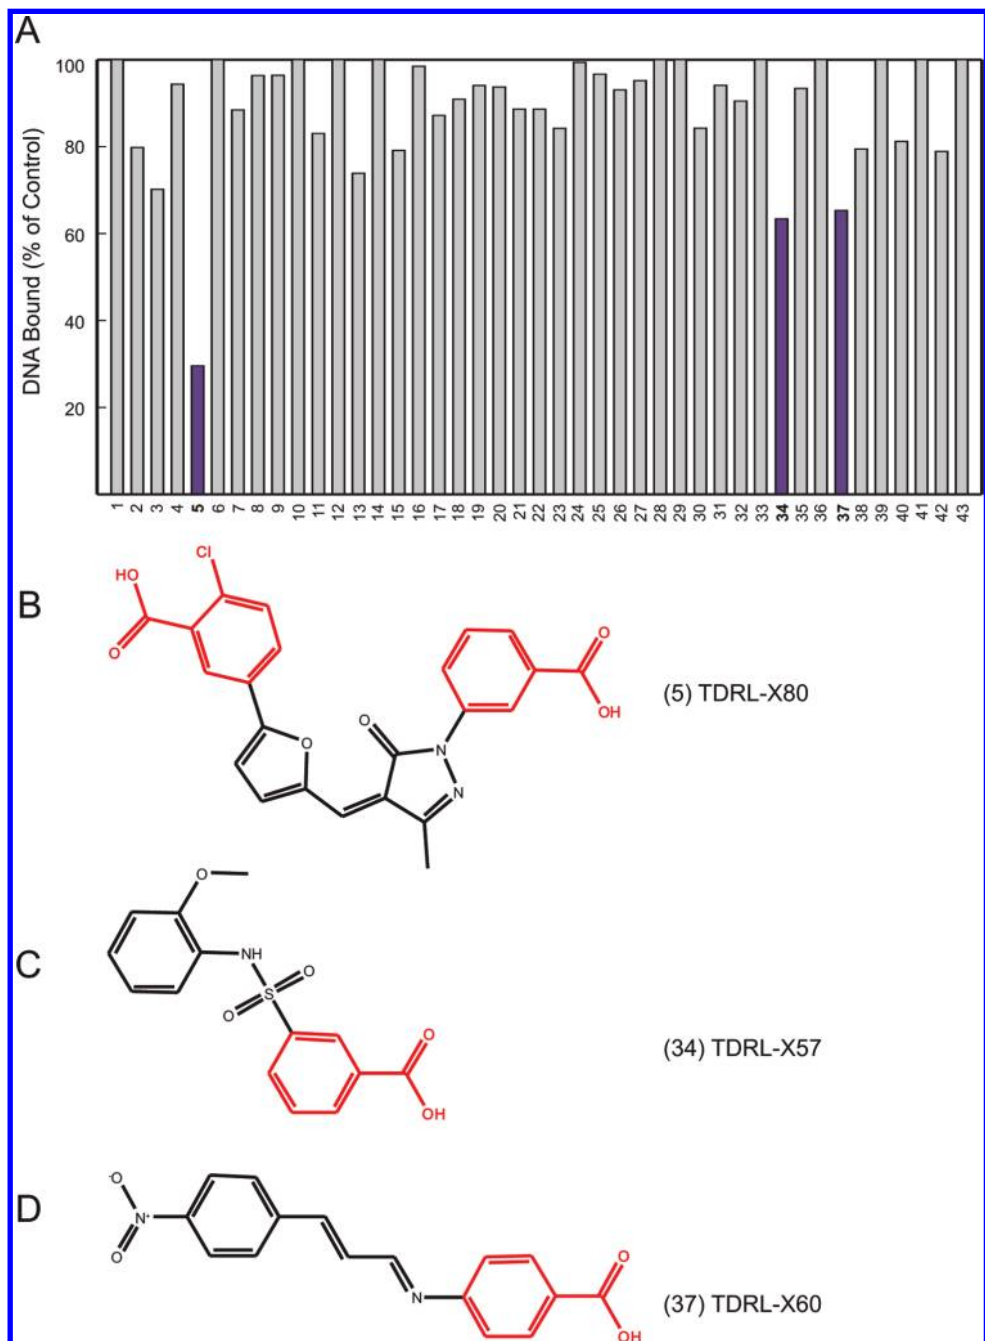 A
DNA Bound (% of Control)
100
80
60
40
20
1 2 3 4 5 6 7 8 9 10 11 12 13 14 15 16 17 18 19 20 21 22 23 24 25 26 27 28 29 30 31 32 33 34 35 36 37 38 39 40 41 42 43
B
Cl
HO
O
O
O
N
N
O
OH
(5) TDRL-X80
C
O
NH
O
O
S
O
OH
(34) TDRL-X57
D
-O
N+
O
N
O
OH
(37) TDRL-X60